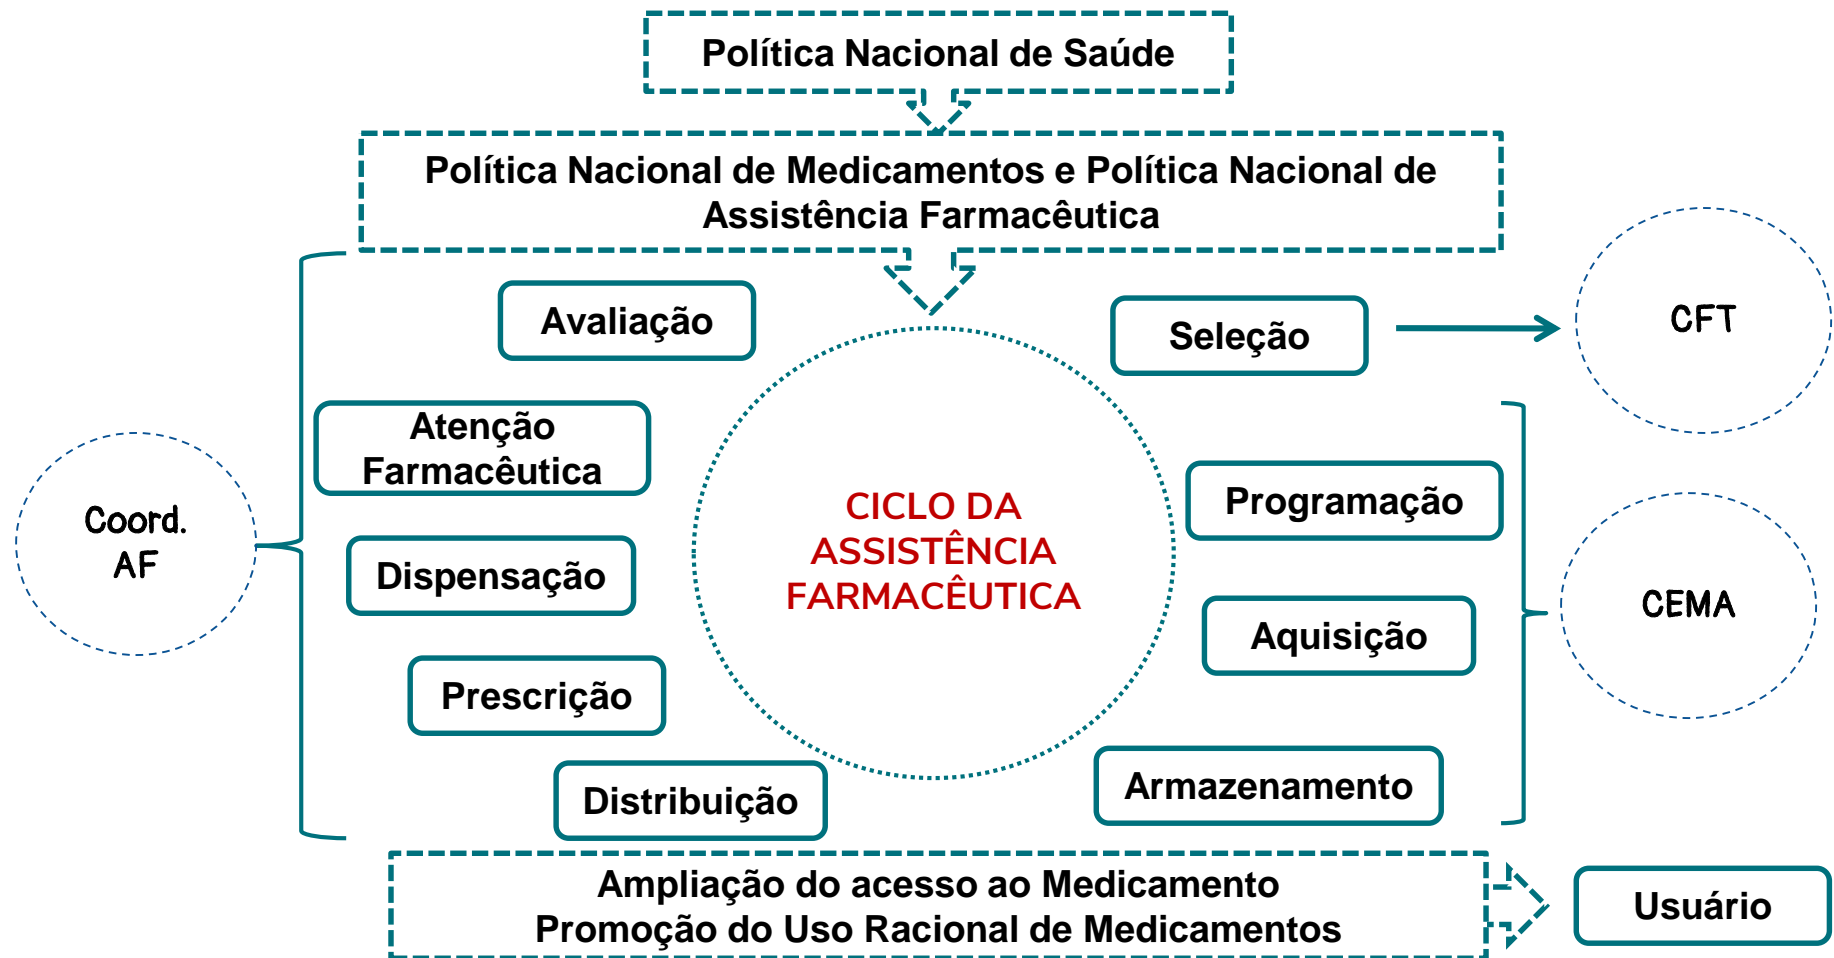 Política Nacional de Saúde
Política Nacional de Medicamentos e Política Nacional de
Assistência Farmacêutica
Avaliação
Seleção
CFT
Atenção
Farmacêutica
Programação
CICLO DA
ASSISTÊNCIA
FARMACÊUTICA
Coord.
AF
Dispensação
Aquisição
CEMA
Prescrição
Distribuição
Armazenamento
Ampliação do acesso ao Medicamento
Promoção do Uso Racional de Medicamentos
Usuário